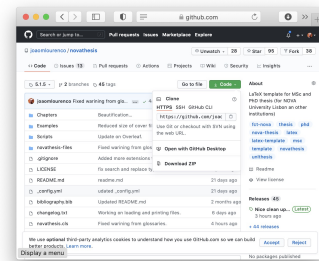 github.com
Search or jump to...
Pull requests Issues Marketplace Explore
joaomlourenco / novathesis
Unwatch 28
Star 95
Fork 38
Code
Issues 13
Pull requests
Actions
Projects
Wiki
Security
Insights
5.1.5
2 branches
45 tags
Go to file
Code
About
joaomlourenco Fixed warning from glo...
Clone
HTTPS SSH GitHub CLI
https://github.com/joac
Use Git or checkout with SVN using
the web URL.
Open with GitHub Desktop
Download ZIP
LaTeX template for MSc and
PhD thesis (for NOVA
University Lisbon an other
institutions)
fct-nova thesis phd
nova-thesis latex
latex-template msc
template novathesis
unlthesis
Readme
View license
Chapters Beautification...
Examples Reduced size of cover fil
Scripts Update on Overleaf.
novathesis-files Fixed warning from gloss
.gitignore Added more extensions
LICENSE fix search and replace ty
README.md readme.md 21 days ago
_config.yml updated _config.yml 21 days ago
bibliography.bib Updated README.md 2 months ago
changelog.txt Working on loading and printing files. 6 days ago
novathesis.cls Fixed warning from glossaries. 3 hours ago
Releases 45
Nice clean up... Latest
3 hours ago
+ 44 releases
We use optional third-party analytics cookies to understand how you use GitHub.com so we can build
better products. Learn more.
Accept
Reject
Display a menu
No packages published